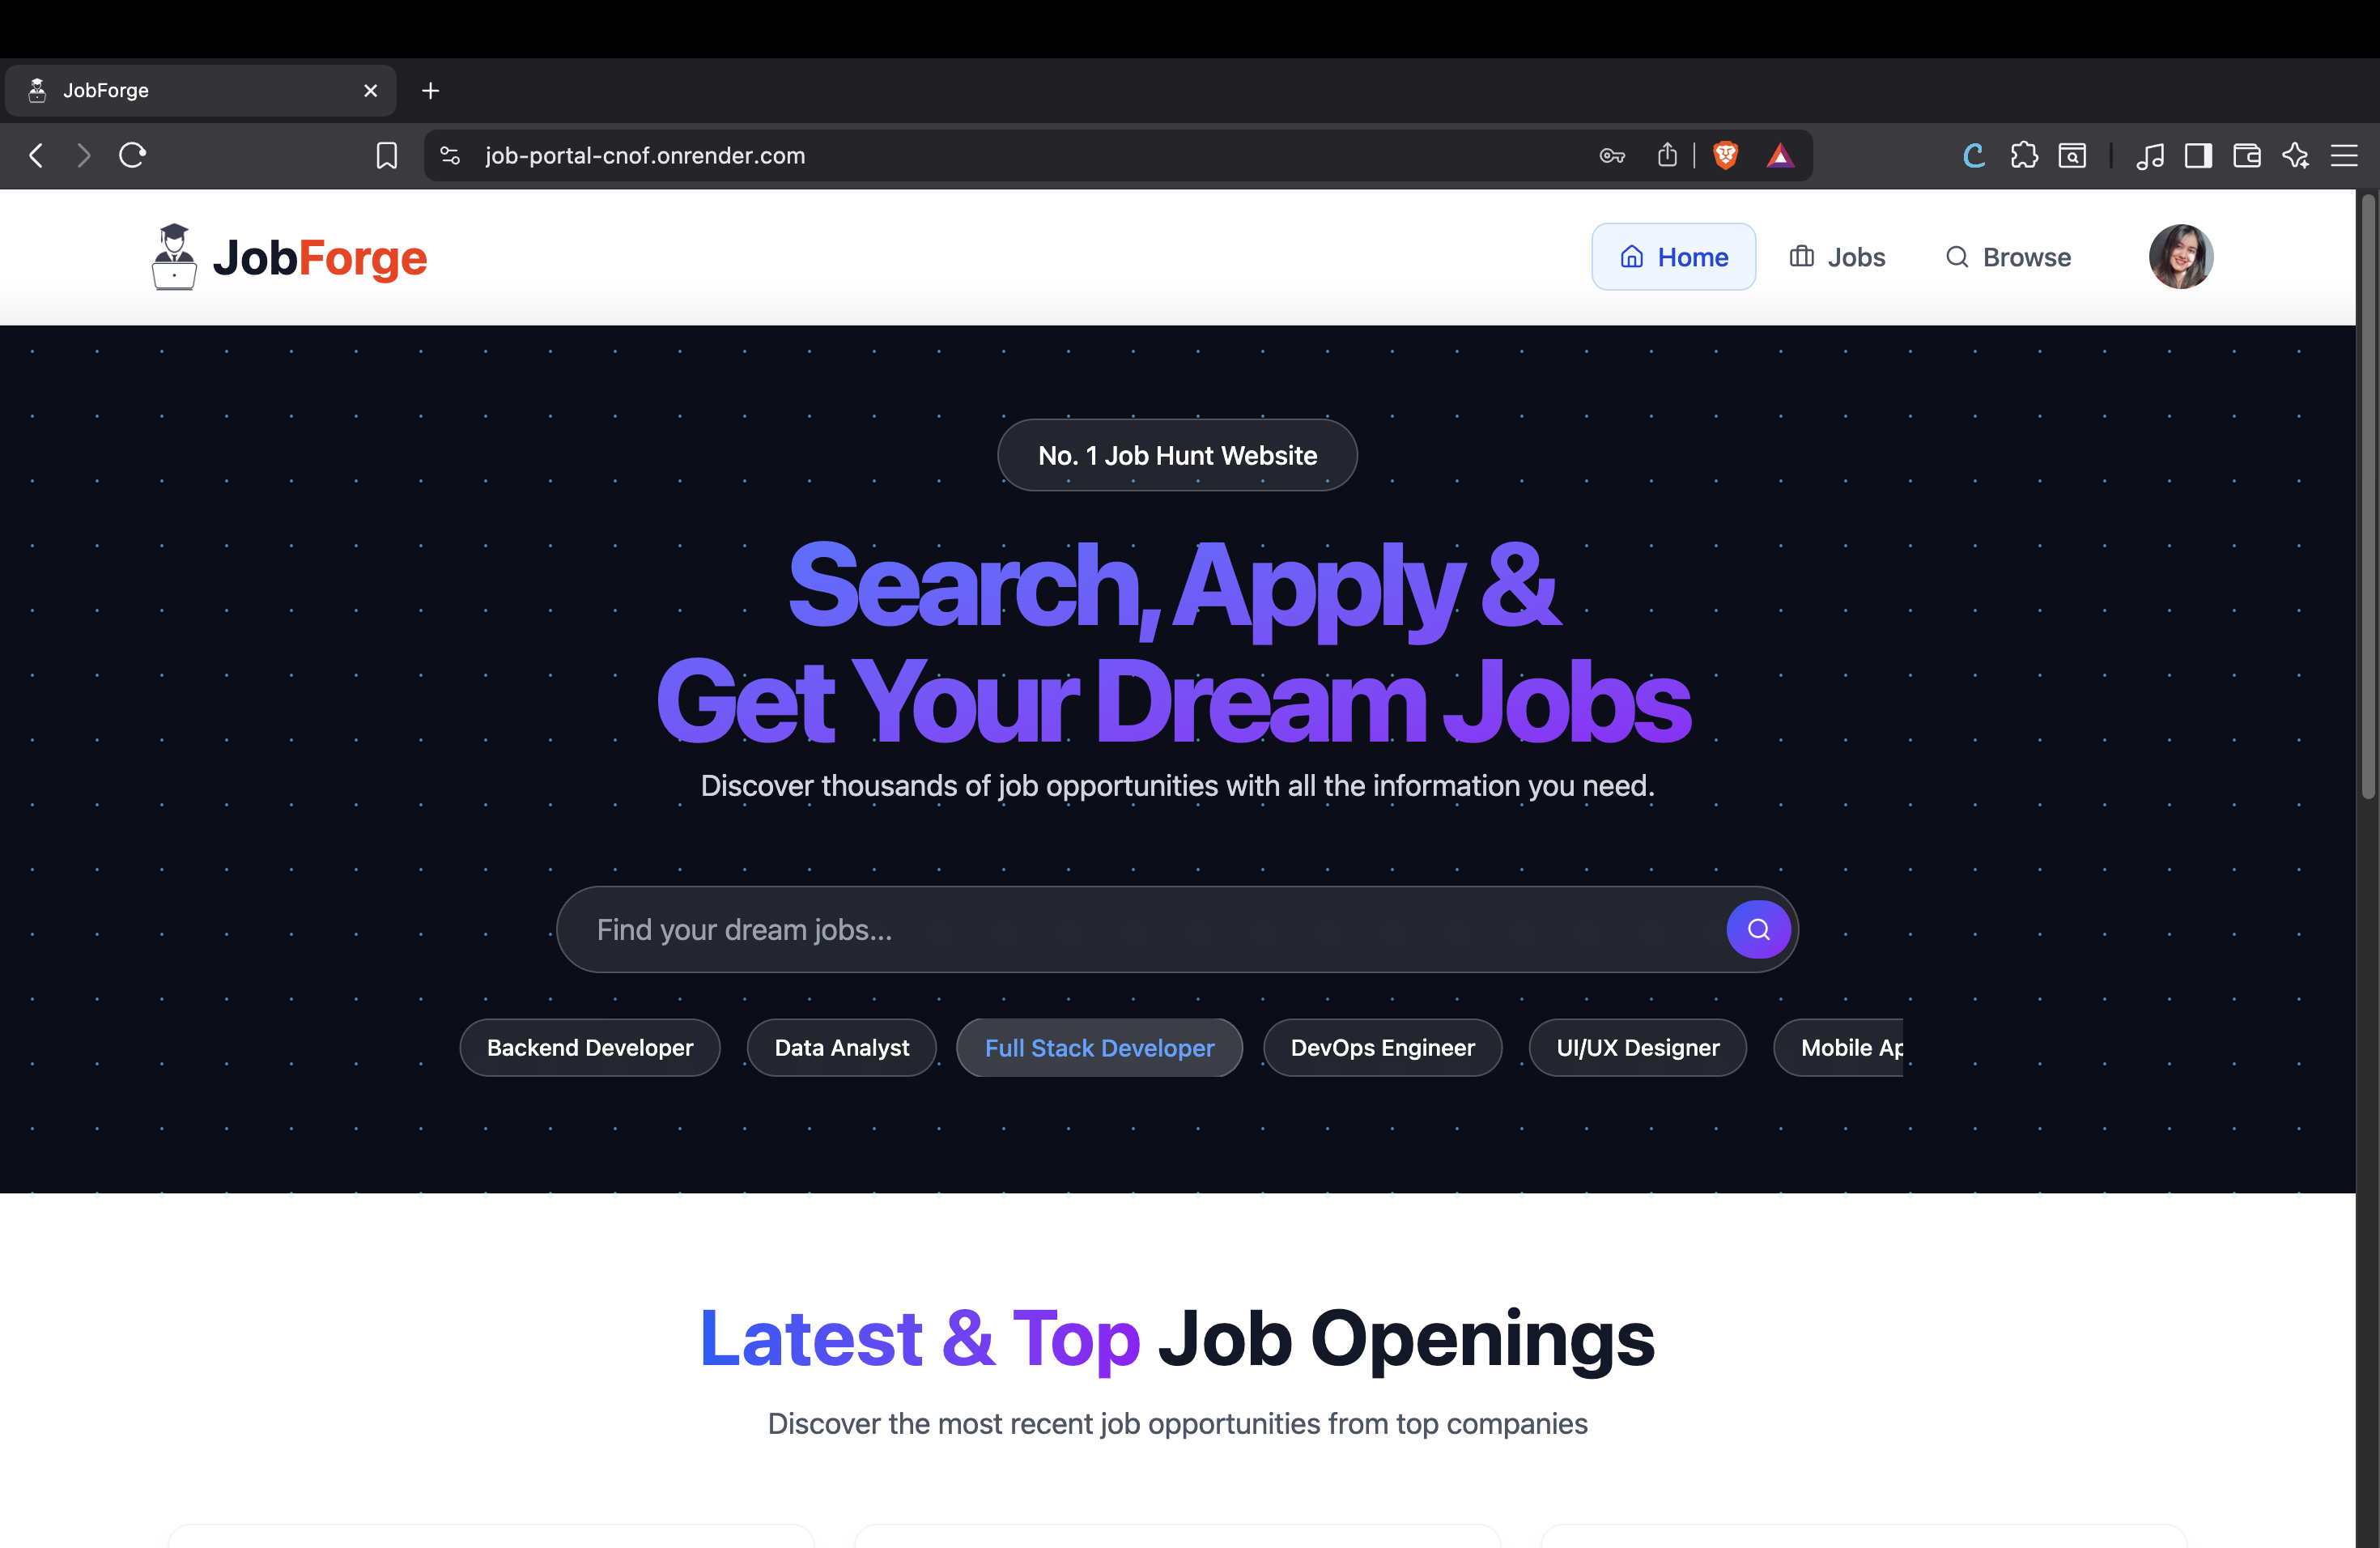 JobForge
job-portal-cnof.onrender.com
JobForge
Home
Jobs
Browse
No. 1 Job Hunt Website
Search, Apply &
Get Your Dream Jobs
Discover thousands of job opportunities with all the information you need.
Find your dream jobs...
Backend Developer
Data Analyst
Full Stack Developer
DevOps Engineer
UI/UX Designer
Mobile Ap
Latest & Top Job Openings
Discover the most recent job opportunities from top companies